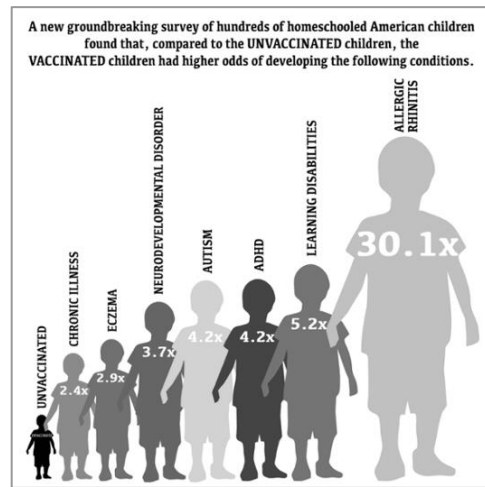 A new groundbreaking survey of hundreds of homeschooled American children
found that, compared to the UNVACCINATED children, the
VACCINATED children had higher odds of developing the following conditions.
UNVACCINATED
CHRONIC ILLNESS
2.4x
ECZEMA
2.9x
NEURODEVELOPMENTAL DISORDER
3.7x
AUTISM
4.2x
ADHD
4.2x
LEARNING DISABILITIES
5.2x
ALLERGIC
RHINITIS
30.1x